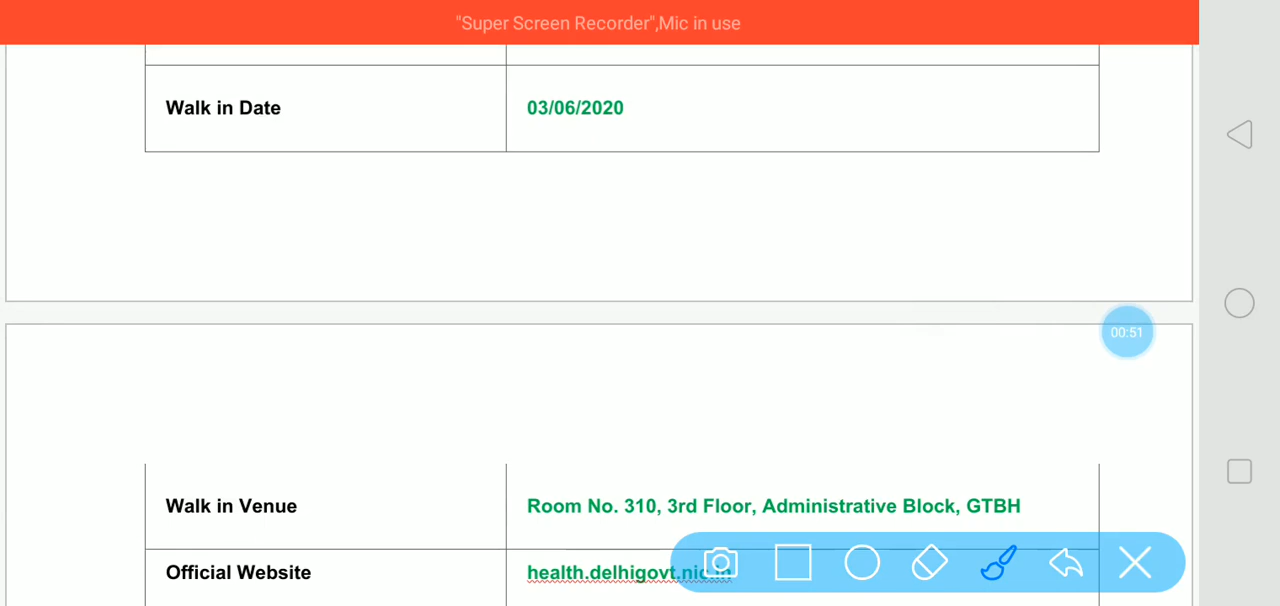 "Super Screen Recorder",Mic in use
Walk in Date 03/06/2020
00:51
Walk in Venue Room No. 310, 3rd Floor, Administrative Block, GTBH
Official Website health.delhigovt.nic.in